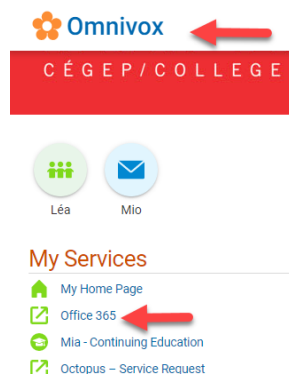 Omnivox
CÉGEP/COLLEGE
Léa
Mio
My Services
My Home Page
Office 365
Mia - Continuing Education
Octopus – Service Request